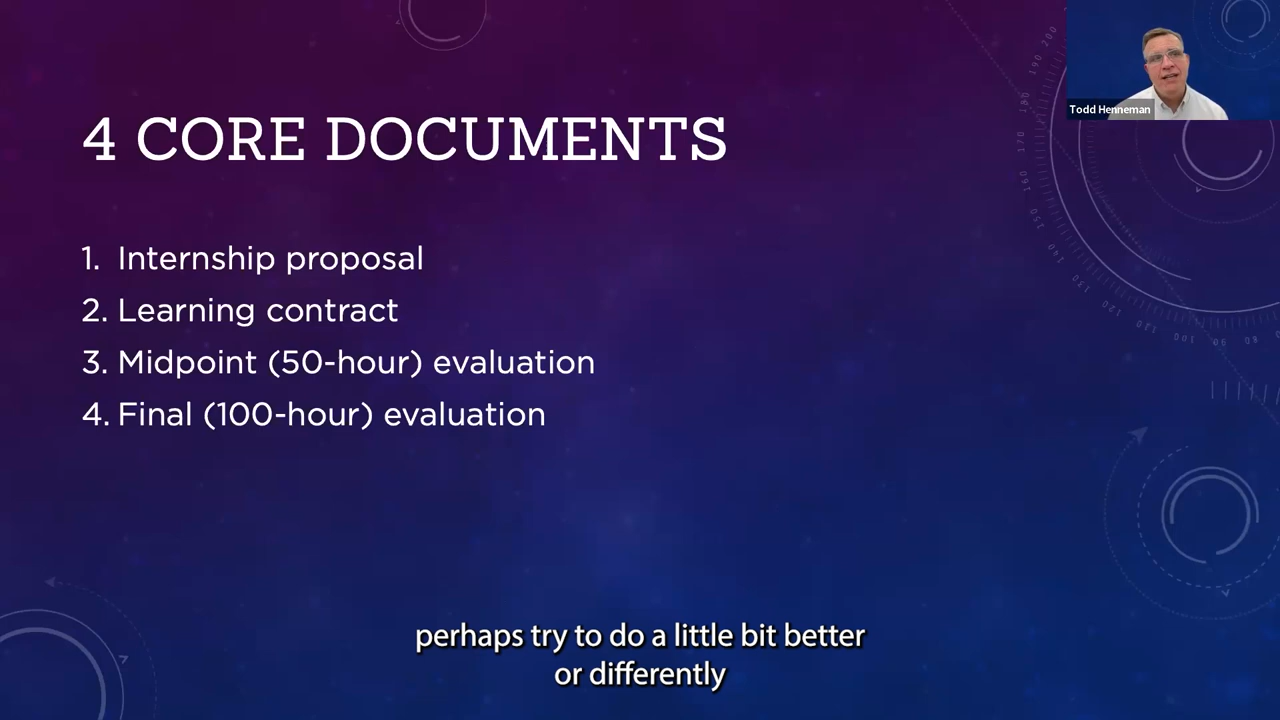 4 CORE DOCUMENTS
Todd Henneman
1. Internship proposal
2. Learning contract
3. Midpoint (50-hour) evaluation
4. Final (100-hour) evaluation
perhaps try to do a little bit better
or differently